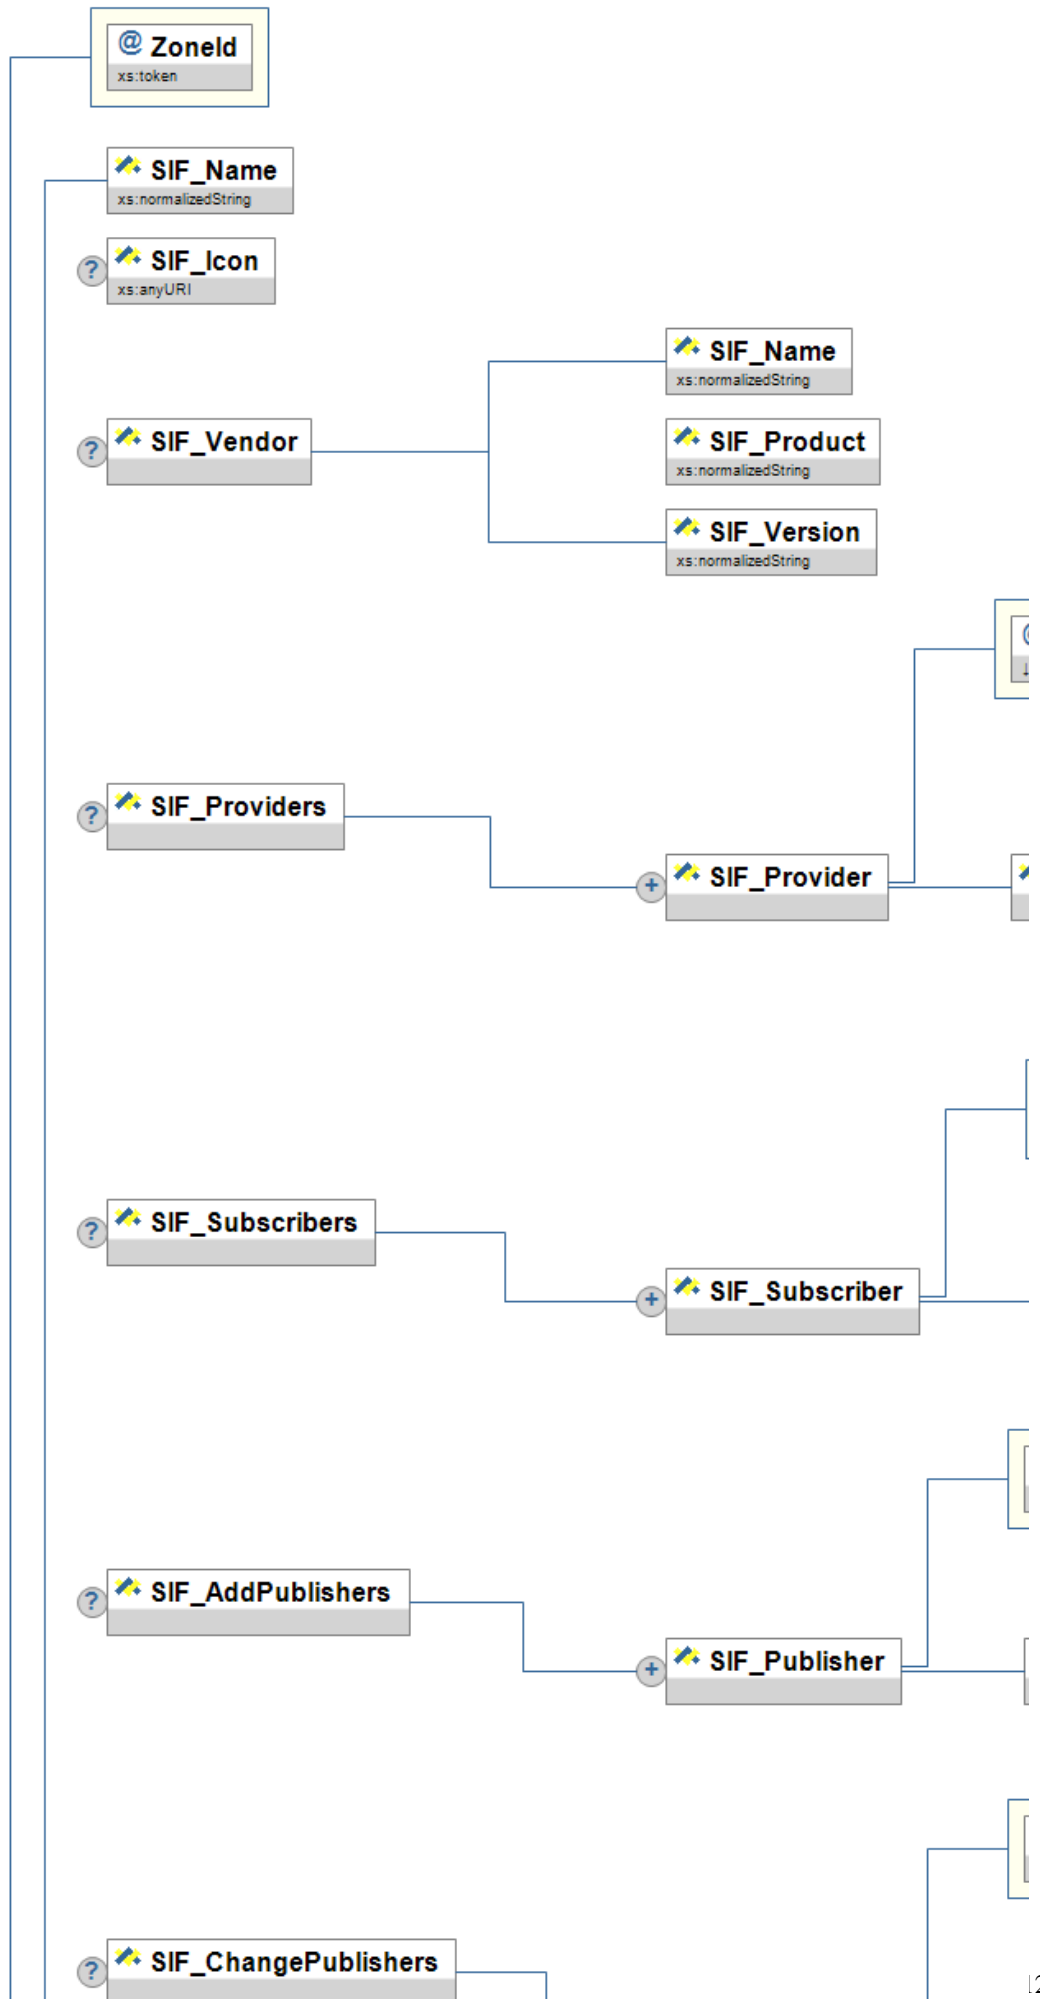 @ ZoneId
xs:token
SIF_Name
xs:normalizedString
? SIF_Icon
xs:anyURI
SIF_Name
xs:normalizedString
? SIF_Vendor
SIF_Product
xs:normalizedString
SIF_Version
xs:normalizedString
? SIF_Providers
+ SIF_Provider
? SIF_Subscribers
+ SIF_Subscriber
? SIF_AddPublishers
+ SIF_Publisher
? SIF_ChangePublishers